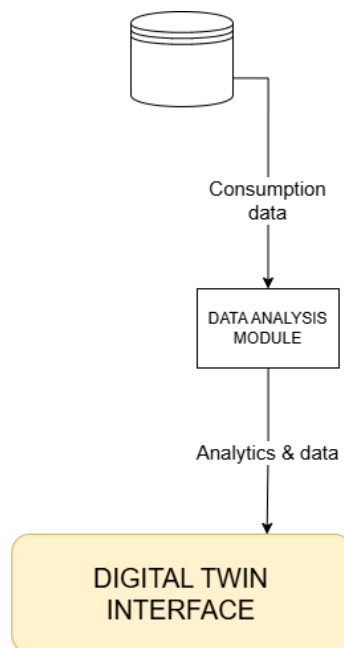 Consumption
data
DATA ANALYSIS
MODULE
Analytics & data
DIGITAL TWIN
INTERFACE